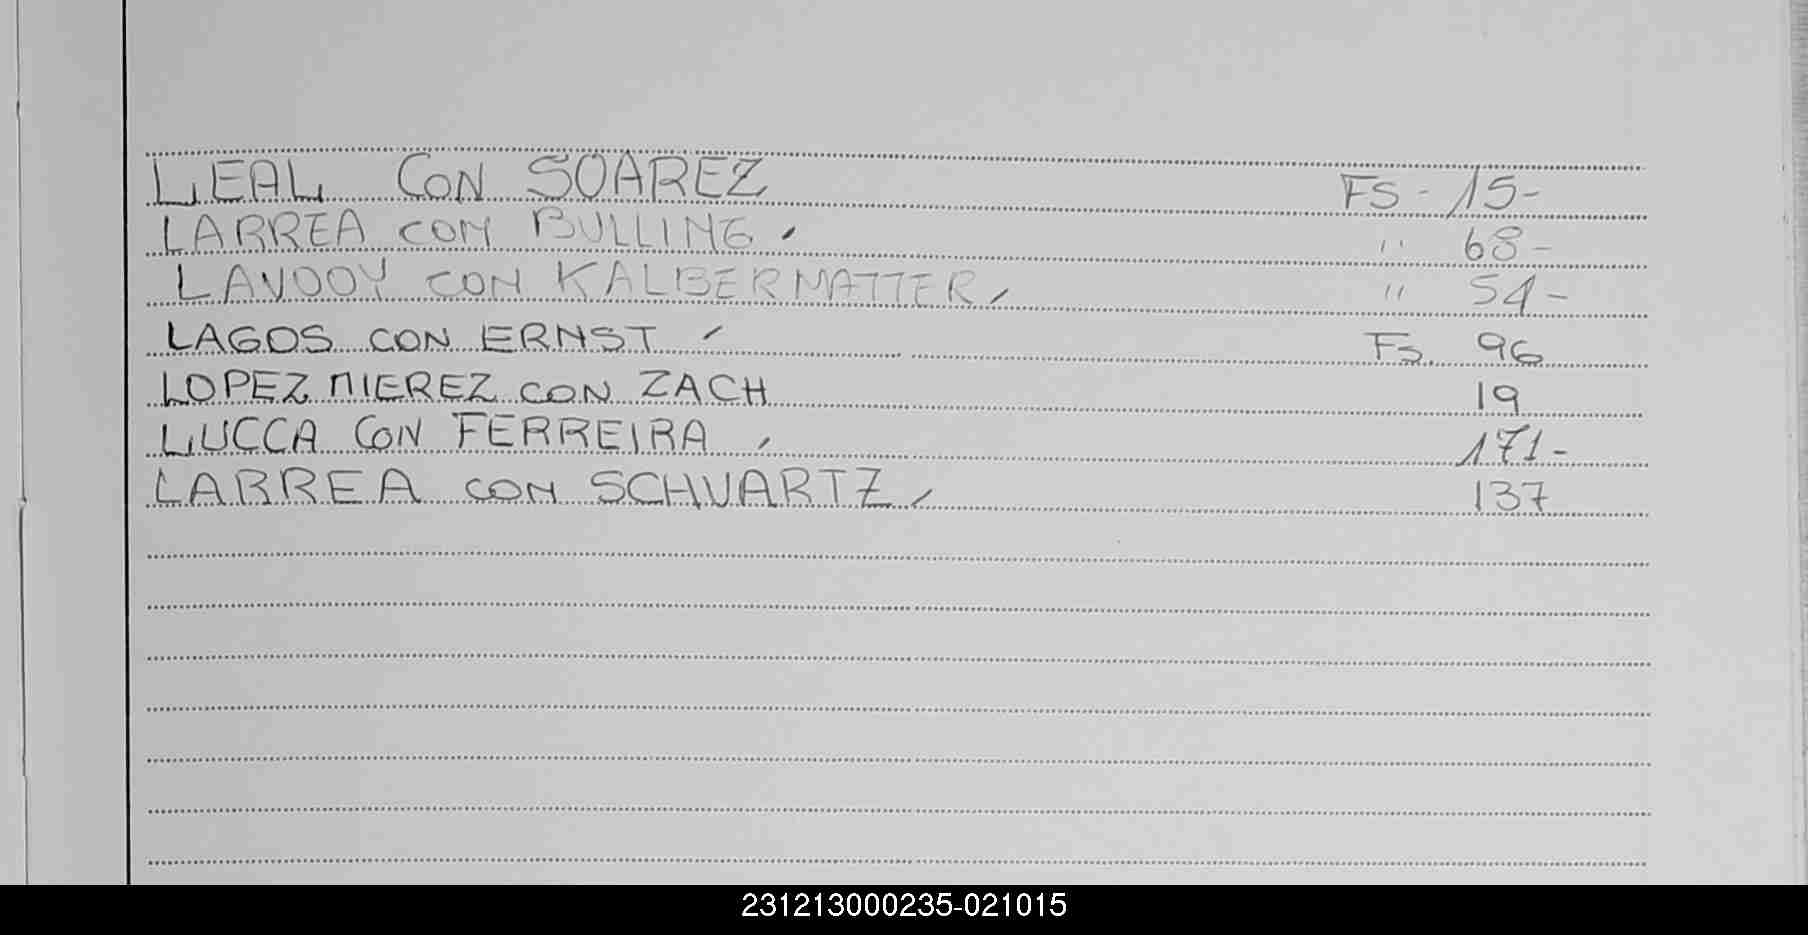 LEAL CON SOAREZ FS - 15-
LARREA CON BULLING. " 68-
LAVOOY CON KALBERMATTER, " 54-
LAGOS CON ERNST FS. 96
LOPEZ MIEREZ CON ZACH 19
LUCCA CON FERREIRA, 171-
LARREA CON SCHVARTZ, 137
231213000235-021015